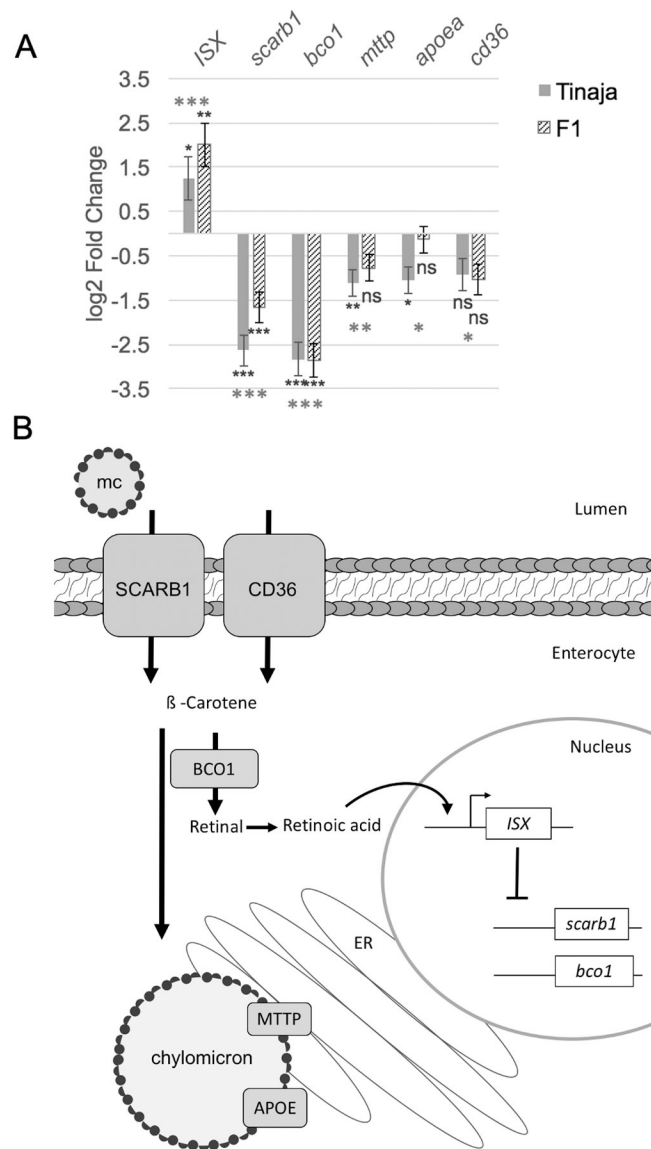 A
ISX scarb1 bco1 mttp apoea cd36
3.5
2.5
1.5
0.5
-0.5
-1.5
-2.5
-3.5
log2 Fold Change
Tinaja
F1
***
**
*
***
***
***
*** ***
***
**
ns
**
*
ns
*
ns
ns
*
B
mc
Lumen
SCARB1
CD36
Enterocyte
ß -Carotene
Nucleus
BCO1
Retinal
Retinoic acid
ISX
scarb1
ER
bco1
MTTP
chylomicron
APOE